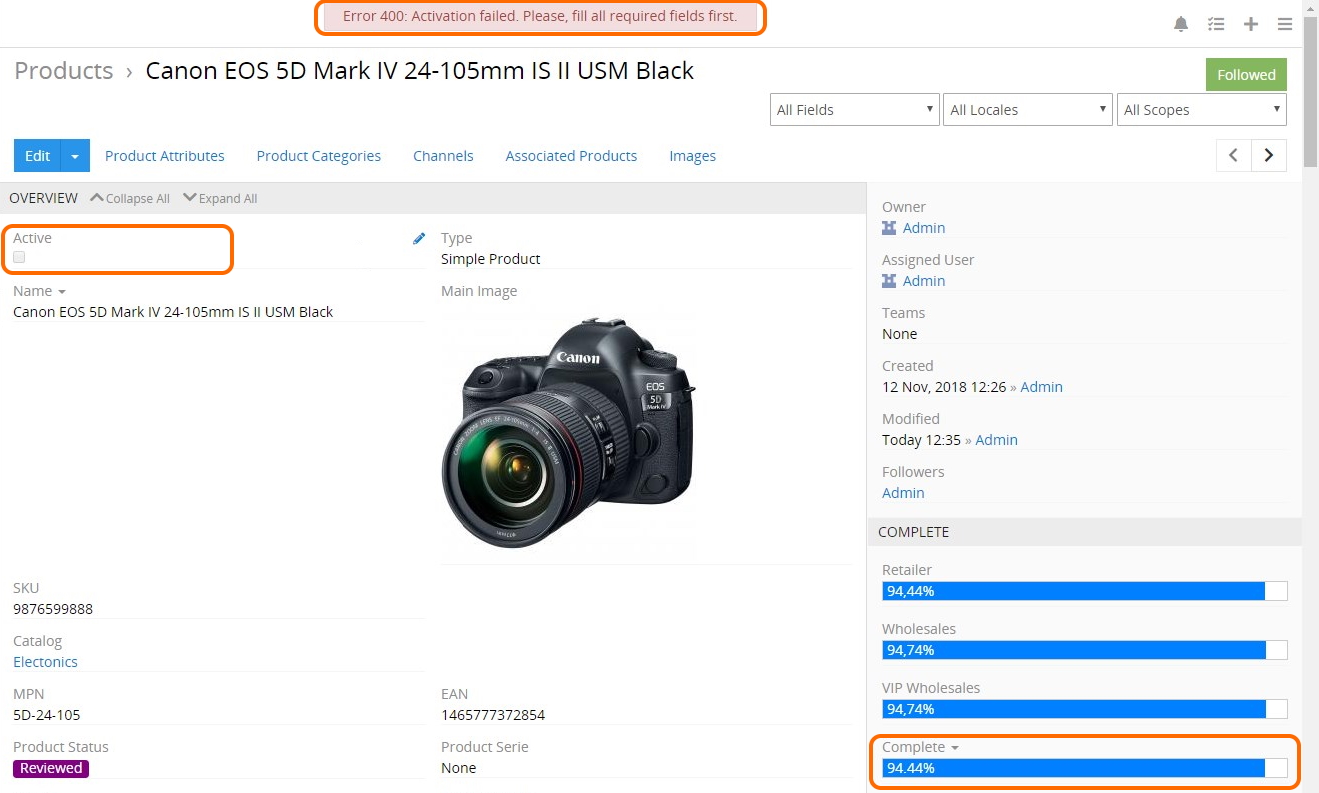 Error 400: Activation failed. Please, fill all required fields first.
Products › Canon EOS 5D Mark IV 24-105mm IS II USM Black
Followed
All Fields All Locales All Scopes
Edit Product Attributes Product Categories Channels Associated Products Images
OVERVIEW Collapse All Expand All
Active
Type
Simple Product
Name
Canon EOS 5D Mark IV 24-105mm IS II USM Black
Main Image
Canon
EOS
5D
Mark IV
SKU
9876599888
Catalog
Electonics
MPN
5D-24-105
EAN
1465777372854
Product Status
Reviewed
Product Serie
None
Owner
Admin
Assigned User
Admin
Teams
None
Created
12 Nov, 2018 12:26 » Admin
Modified
Today 12:35 » Admin
Followers
Admin
COMPLETE
Retailer
94,44%
Wholesales
94,74%
VIP Wholesales
94,74%
Complete
94.44%